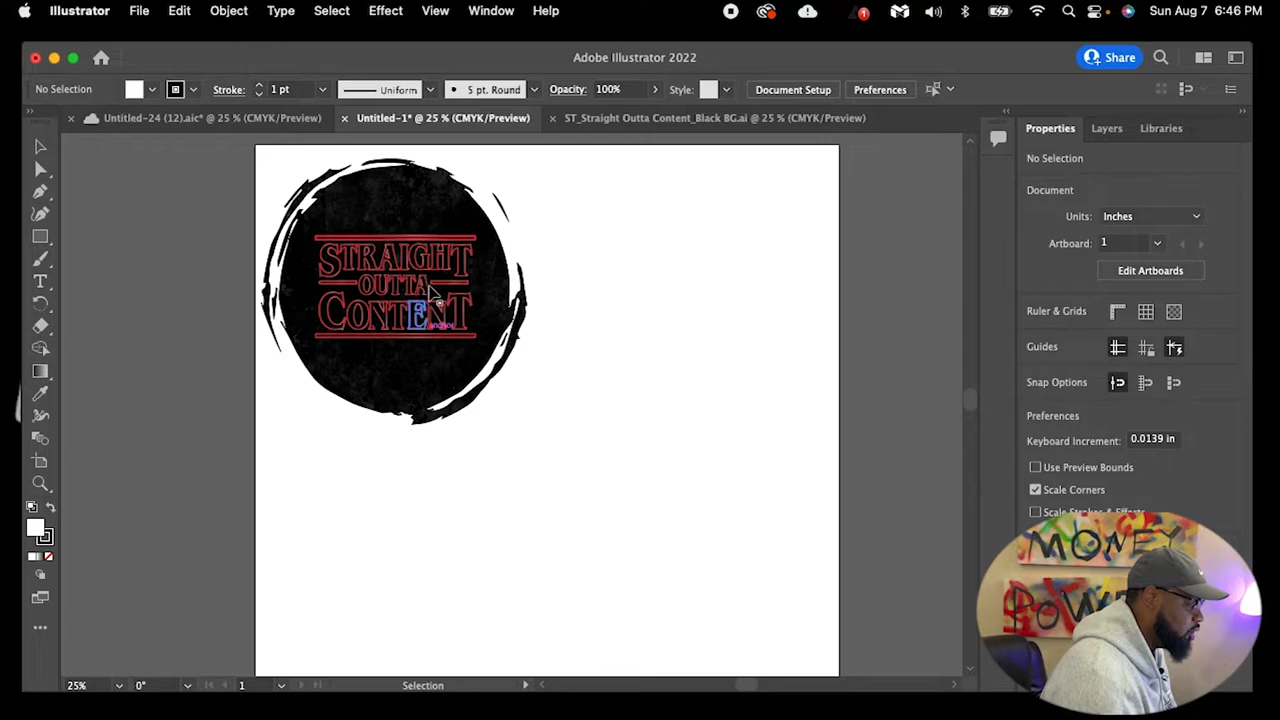 Illustrator File Edit Object Type Select Effect View Window Help
1
Sun Aug 7 6:46 PM
Adobe Illustrator 2022
Share
No Selection
Stroke:
1 pt
Uniform
5 pt. Round
Opacity:
100%
Style:
Document Setup
Preferences
Untitled-24 (12).aic* @ 25 % (CMYK/Preview)
Untitled-1* @ 25 % (CMYK/Preview)
ST_Straight Outta Content_Black BG.ai @ 25 % (CMYK/Preview)
Properties
Layers
Libraries
No Selection
Document
Units:
Inches
Artboard:
1
Edit Artboards
Ruler & Grids
Guides
Snap Options
Preferences
Keyboard Increment:
0.0139 in
Use Preview Bounds
Scale Corners
Scale Strokes & Effects
STRAIGHT
OUTTA
CONTENT
anchor
MONEY
POWE
25%
0°
1
Selection